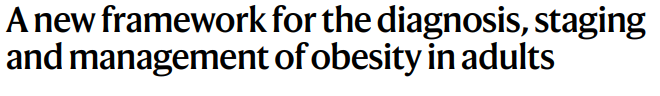 A new framework for the diagnosis, staging
and management of obesity in adults